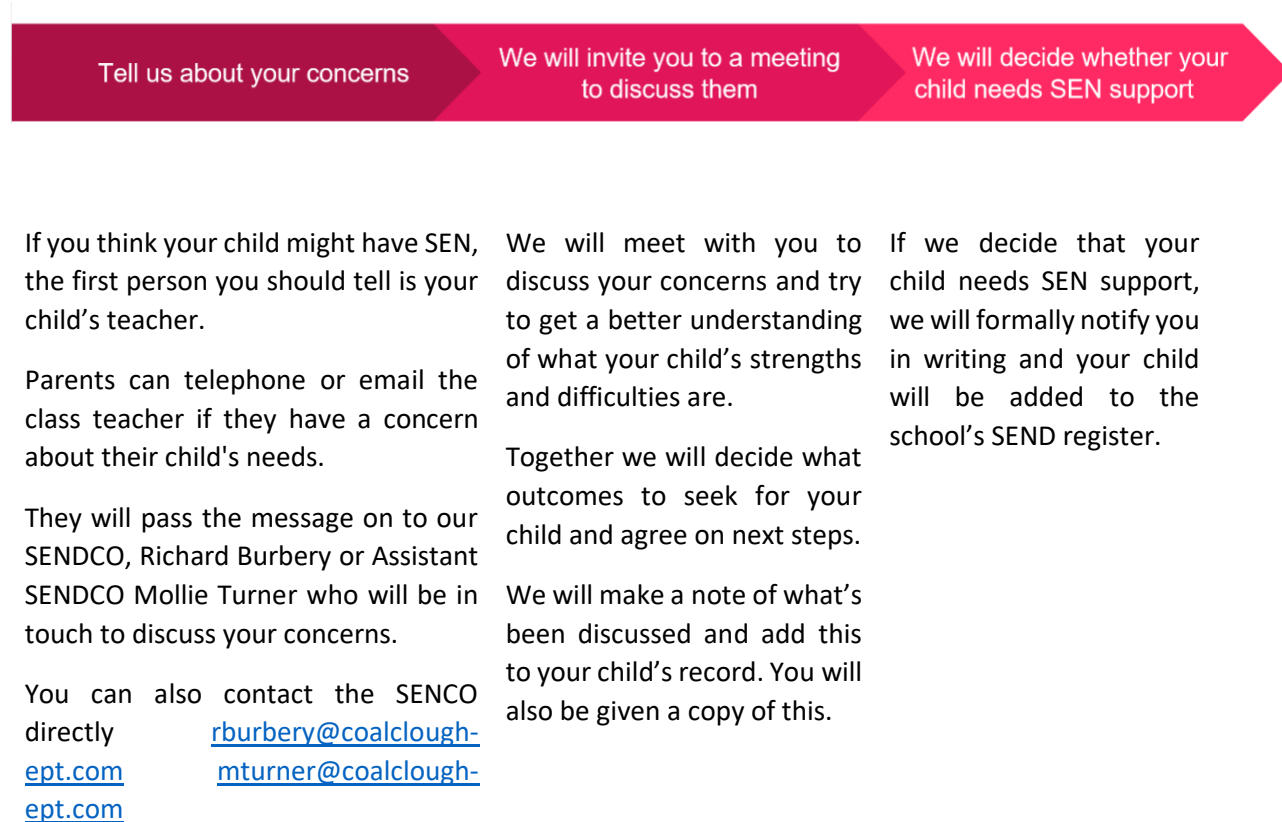 Tell us about your concerns
We will invite you to a meeting
to discuss them
We will decide whether your
child needs SEN support
If you think your child might have SEN,
the first person you should tell is your
child’s teacher.
Parents can telephone or email the
class teacher if they have a concern
about their child's needs.
They will pass the message on to our
SENDCO, Richard Burbery or Assistant
SENDCO Mollie Turner who will be in
touch to discuss your concerns.
You can also contact the SENCO
directly rburbery@coalclough-
ept.com mturner@coalclough-
ept.com
We will meet with you to
discuss your concerns and try
to get a better understanding
of what your child’s strengths
and difficulties are.
Together we will decide what
outcomes to seek for your
child and agree on next steps.
We will make a note of what’s
been discussed and add this
to your child’s record. You will
also be given a copy of this.
If we decide that your
child needs SEN support,
we will formally notify you
in writing and your child
will be added to the
school’s SEND register.